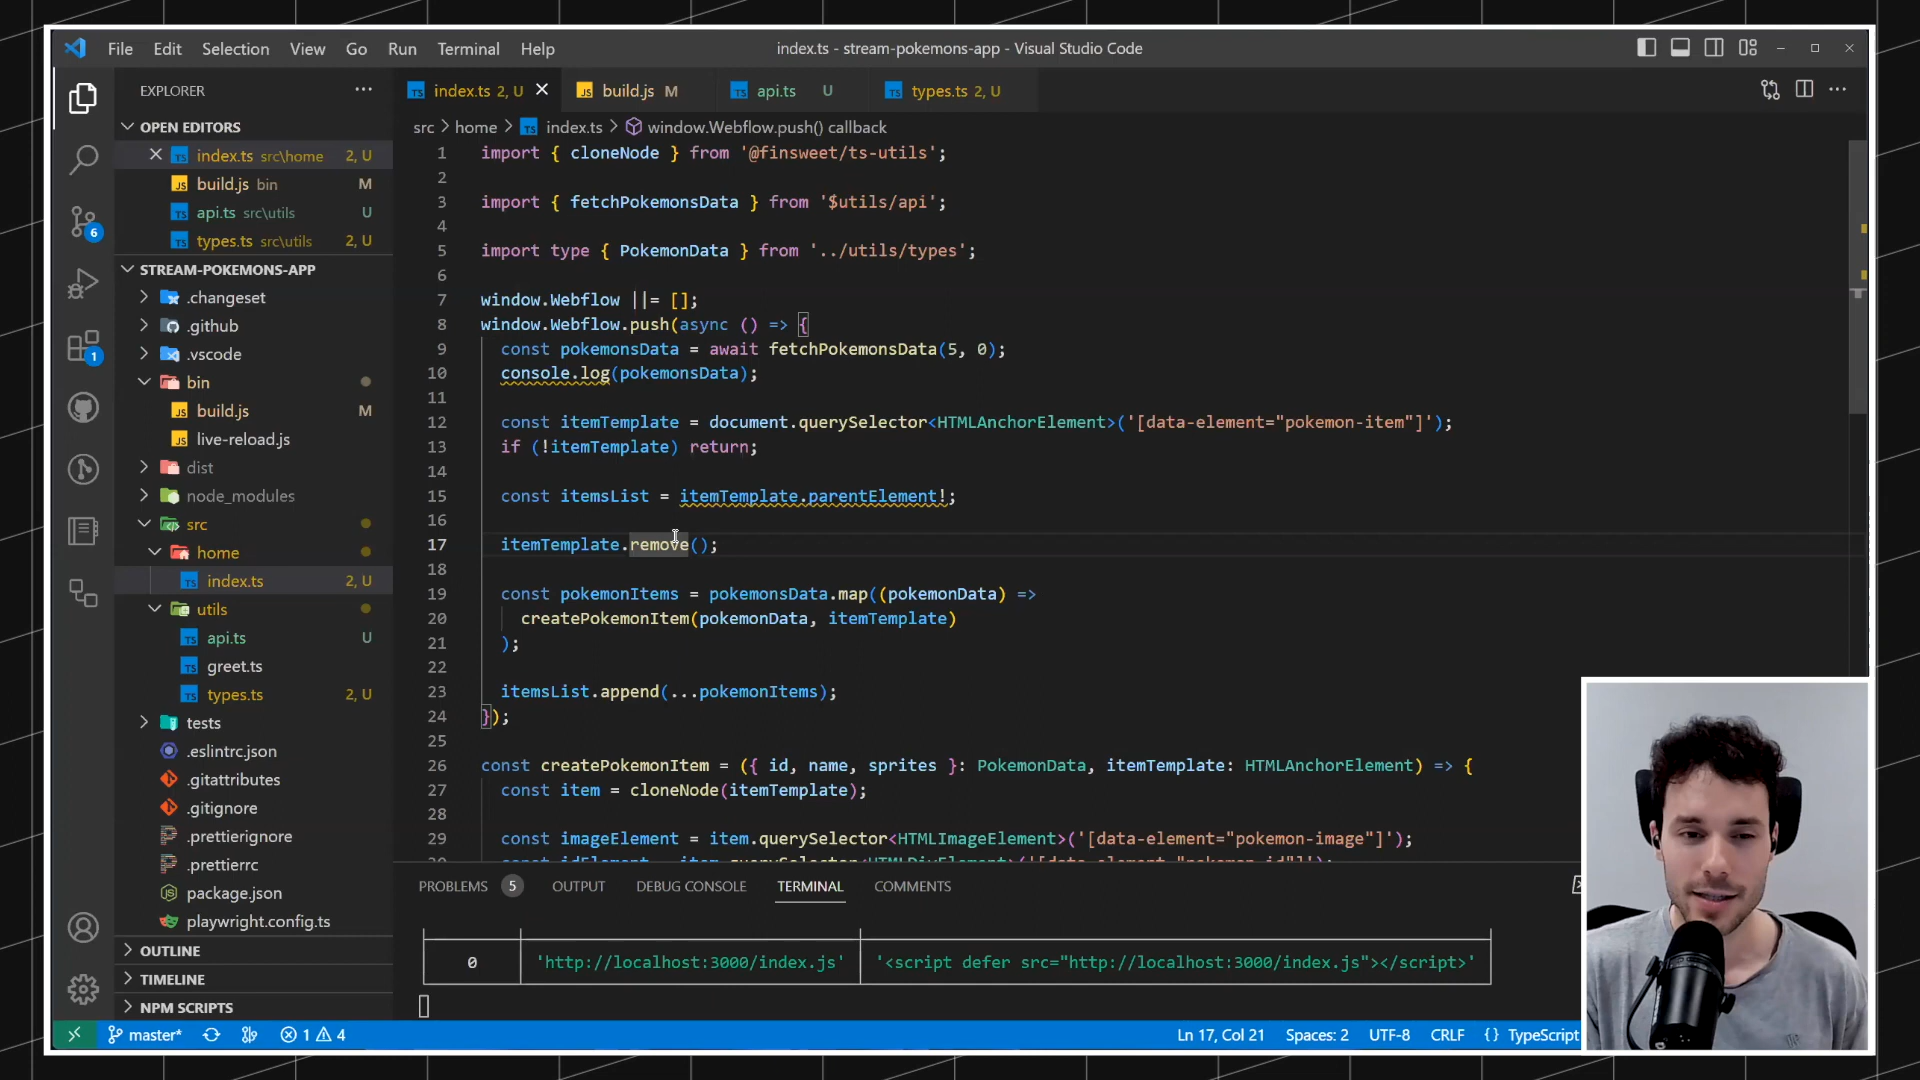 File Edit Selection View Go Run Terminal Help
index.ts - stream-pokemons-app - Visual Studio Code
EXPLORER
OPEN EDITORS
index.ts src\home 2, U
build.js bin M
api.ts src\utils U
types.ts src\utils 2, U
STREAM-POKEMONS-APP
.changeset
.github
.vscode
bin
build.js M
live-reload.js
dist
node_modules
src
home
index.ts 2, U
utils
api.ts U
greet.ts
types.ts 2, U
tests
.eslintrc.json
.gitattributes
.gitignore
.prettierignore
.prettierrc
package.json
playwright.config.ts
OUTLINE
TIMELINE
NPM SCRIPTS
6
1
index.ts 2, U build.js M api.ts U types.ts 2, U
src > home > index.ts > window.Webflow.push() callback
1 import { cloneNode } from '@finsweet/ts-utils';
2
3 import { fetchPokemonsData } from '$utils/api';
4
5 import type { PokemonData } from '../utils/types';
6
7 window.Webflow ||= [];
8 window.Webflow.push(async () => {
9 const pokemonsData = await fetchPokemonsData(5, 0);
10 console.log(pokemonsData);
11
12 const itemTemplate = document.querySelector<HTMLAnchorElement>('[data-element="pokemon-item"]');
13 if (!itemTemplate) return;
14
15 const itemsList = itemTemplate.parentElement!;
16
17 itemTemplate.remove();
18
19 const pokemonItems = pokemonsData.map((pokemonData) =>
20 createPokemonItem(pokemonData, itemTemplate)
21 );
22
23 itemsList.append(...pokemonItems);
24 });
25
26 const createPokemonItem = ({ id, name, sprites }: PokemonData, itemTemplate: HTMLAnchorElement) => {
27 const item = cloneNode(itemTemplate);
28
29 const imageElement = item.querySelector<HTMLImageElement>('[data-element="pokemon-image"]');
PROBLEMS 5 OUTPUT DEBUG CONSOLE TERMINAL COMMENTS
0 'http://localhost:3000/index.js' '<script defer src="http://localhost:3000/index.js"></script>'
master* 1 4
Ln 17, Col 21 Spaces: 2 UTF-8 CRLF {} TypeScript